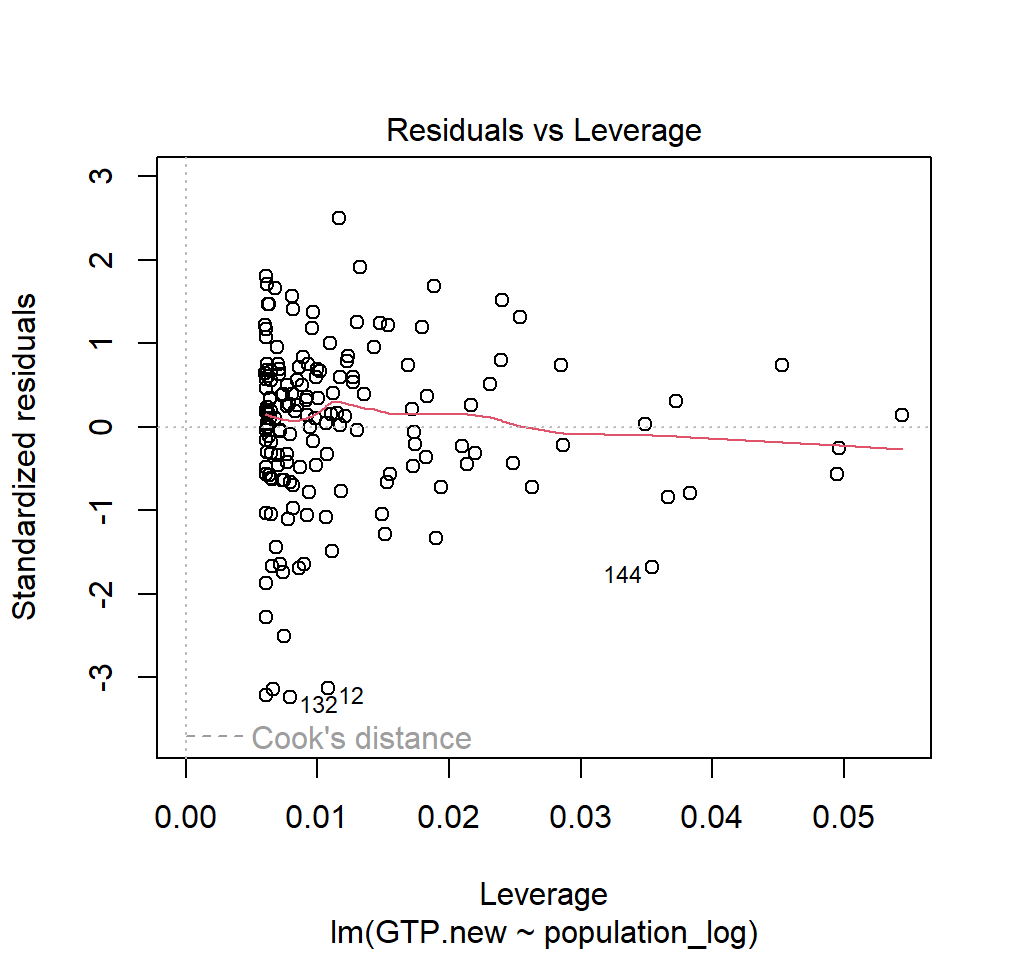 Residuals vs Leverage
Standardized residuals
3
2
1
0
-1
-2
-3
144
132
12
Cook's distance
0.00 0.01 0.02 0.03 0.04 0.05
Leverage
lm(GTP.new ~ population_log)